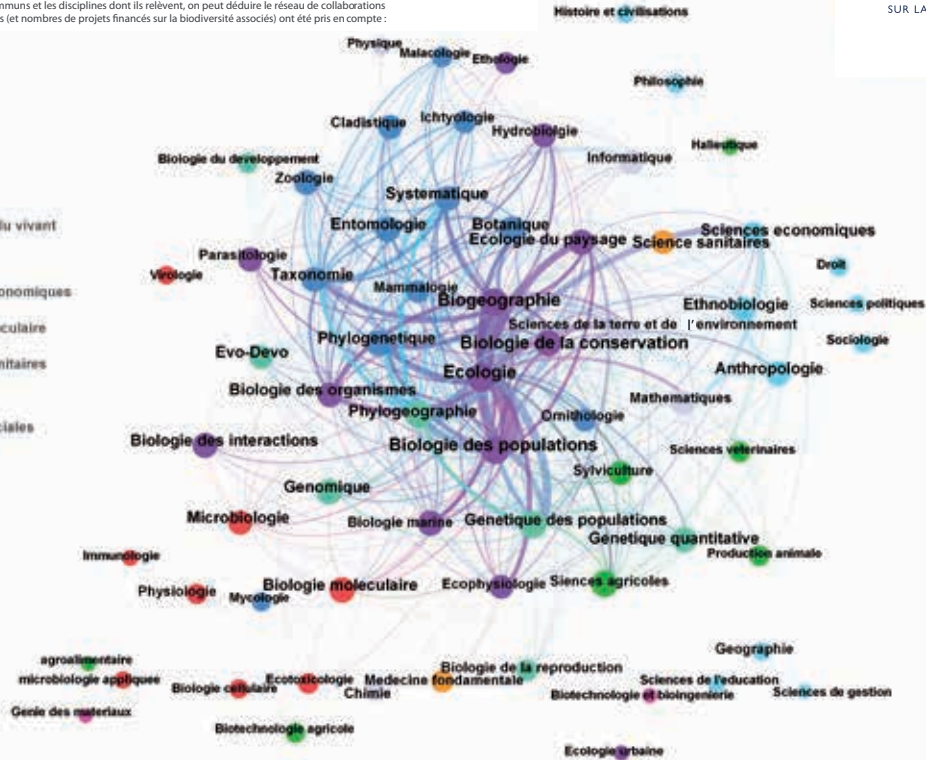 muns et les disciplines dont ils relèvent, on peut déduire le réseau de collaborations
s (et nombres de projets financés sur la biodiversité associés) ont été pris en compte :
Histoire et civilisations
SUR LA
Physique
Malacologie
Ethologie
Philosophie
Cladistique
Ichtyologie
Hydrobiolgie
Halieutique
Biologie du developpement
Informatique
Zoologie
Systematique
du vivant
Entomologie
Botanique
Sciences economiques
Ecologie du paysage
Science sanitaires
Parasitologie
Virologie
Taxonomie
Droit
onomiques
Mammalogie
Biogeographie
Ethnobiologie
Sciences politiques
culaire
Sciences de la terre et de l'environnement
Phylogenetique
Biologie de la conservation
Sociologie
Evo-Devo
nitaires
Ecologie
Anthropologie
Biologie des organismes
Mathematiques
Phylogeographie
Ornithologie
ciales
Biologie des interactions
Biologie des populations
Sciences veterinaires
Sylviculture
Genomique
Microbiologie
Biologie marine
Genetique des populations
Genetique quantitative
Immunologie
Production animale
Physiologie
Mycologie
Biologie moleculaire
Ecophysiologie
Siences agricoles
Geographie
agroalimentaire
Biologie de la reproduction
microbiologie appliquee
Biologie cellulaire
Ecotoxicologie
Medecine fondamentale
Sciences de l'education
Chimie
Biotechnologie et bioingenierie
Sciences de gestion
Genie des materiaux
Biotechnologie agricole
Ecologie urbaine